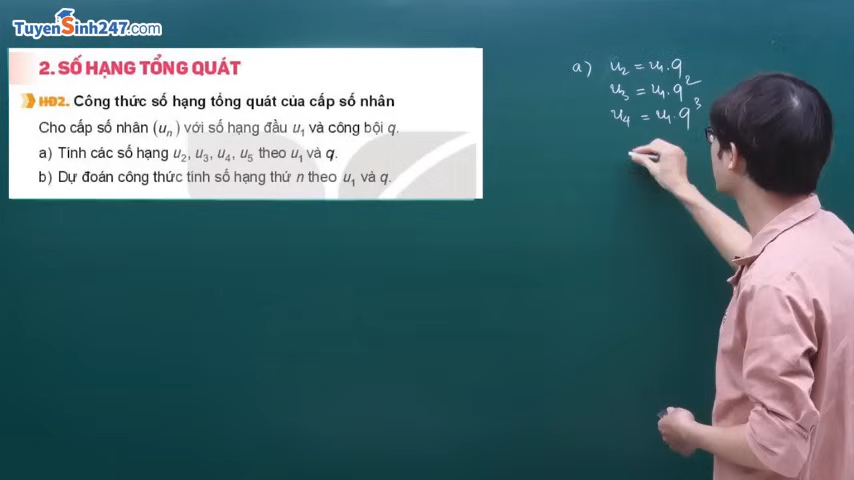 TuyenSinh247.com
2. SỐ HẠNG TỔNG QUÁT
HĐ2. Công thức số hạng tổng quát của cấp số nhân
Cho cấp số nhân (uₙ) với số hạng đầu u₁ và công bội q.
a) Tính các số hạng u₂, u₃, u₄, u₅ theo u₁ và q.
b) Dự đoán công thức tính số hạng thứ n theo u₁ và q.
a) u₂ = u₁.q
u₃ = u₁.q²
u₄ = u₁.q³